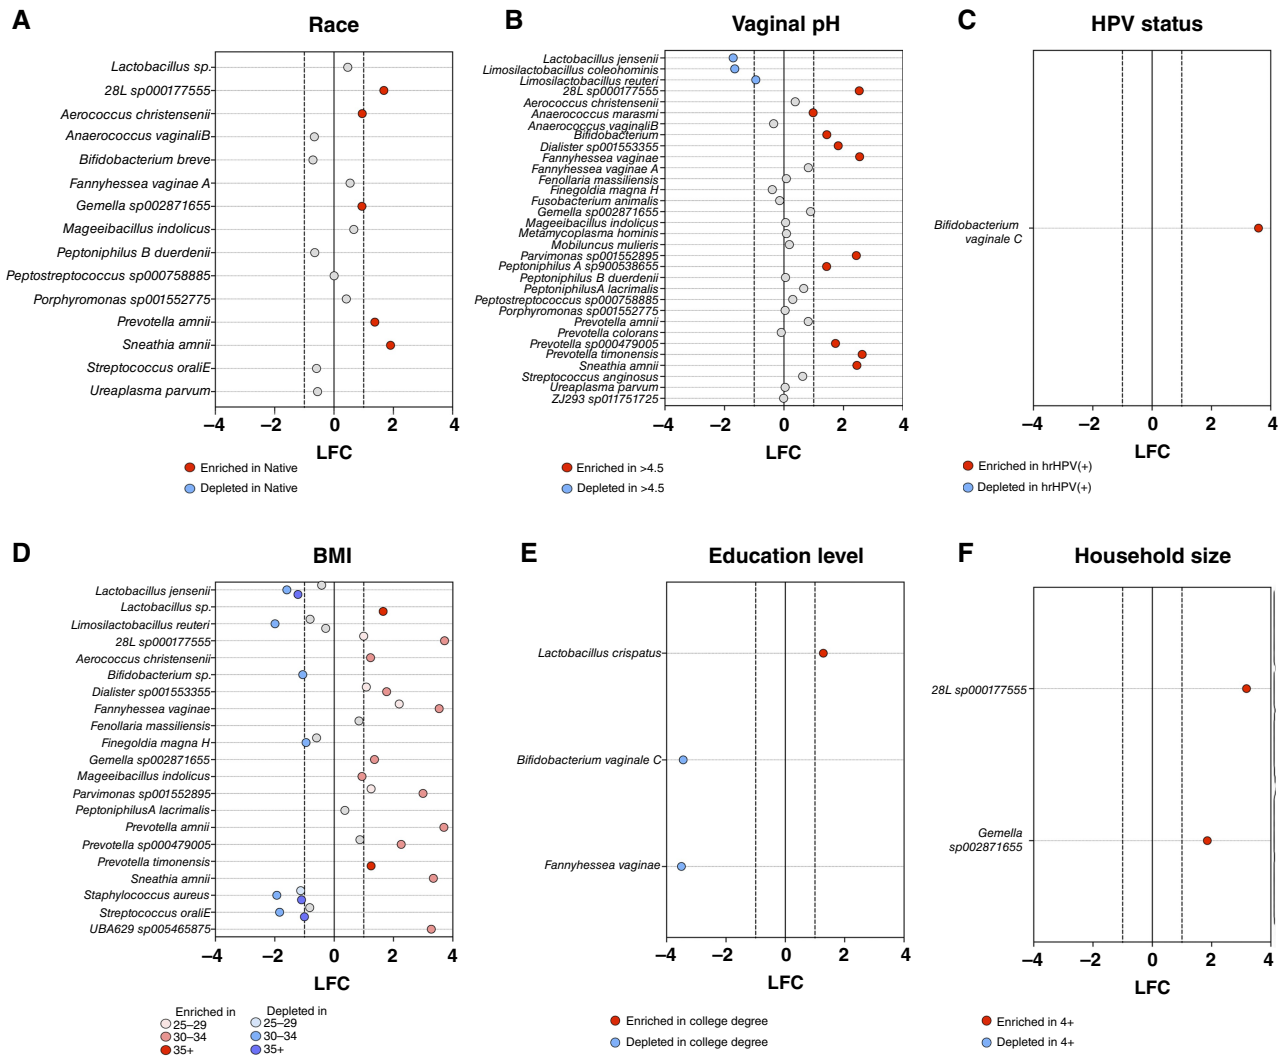 A
Race
Lactobacillus sp.
28L sp000177555
Aerococcus christensenii
Anaerococcus vaginaliB
Bifidobacterium breve
Fannyhessea vaginae A
Gemella sp002871655
Mageeibacillus indolicus
Peptoniphilus B duerdenii
Peptostreptococcus sp000758885
Porphyromonas sp001552775
Prevotella amnii
Sneathia amnii
Streptococcus oraliE
Ureaplasma parvum
–4 –2 0 2 4
LFC
Enriched in Native
Depleted in Native
B
Vaginal pH
Lactobacillus jensenii
Limosilactobacillus coleohominis
Limosilactobacillus reuteri
28L sp000177555
Aerococcus christensenii
Anaerococcus marasmi
Anaerococcus vaginaliB
Bifidobacterium
Dialister sp001553355
Fannyhessea vaginae
Fannyhessea vaginae A
Fenollaria massiliensis
Finegoldia magna H
Fusobacterium animalis
Gemella sp002871655
Mageeibacillus indolicus
Metamycoplasma hominis
Mobiluncus mulieris
Parvimonas sp001552895
Peptoniphilus A sp900538655
Peptoniphilus B duerdenii
PeptoniphilusA lacrimalis
Peptostreptococcus sp000758885
Porphyromonas sp001552775
Prevotella amnii
Prevotella colorans
Prevotella sp000479005
Prevotella timonensis
Sneathia amnii
Streptococcus anginosus
Ureaplasma parvum
ZJ293 sp011751725
–4 –2 0 2 4
LFC
Enriched in >4.5
Depleted in >4.5
C
HPV status
Bifidobacterium
vaginale C
–4 –2 0 2 4
LFC
Enriched in hrHPV(+)
Depleted in hrHPV(+)
D
BMI
Lactobacillus jensenii
Lactobacillus sp.
Limosilactobacillus reuteri
28L sp000177555
Aerococcus christensenii
Bifidobacterium sp.
Dialister sp001553355
Fannyhessea vaginae
Fenollaria massiliensis
Finegoldia magna H
Gemella sp002871655
Mageeibacillus indolicus
Parvimonas sp001552895
PeptoniphilusA lacrimalis
Prevotella amnii
Prevotella sp000479005
Prevotella timonensis
Sneathia amnii
Staphylococcus aureus
Streptococcus oraliE
UBA629 sp005465875
–4 –2 0 2 4
LFC
Enriched in Depleted in
25–29 25–29
30–34 30–34
35+ 35+
E
Education level
Lactobacillus crispatus
Bifidobacterium vaginale C
Fannyhessea vaginae
–4 –2 0 2 4
LFC
Enriched in college degree
Depleted in college degree
F
Household size
28L sp000177555
Gemella
sp002871655
–4 –2 0 2 4
LFC
Enriched in 4+
Depleted in 4+